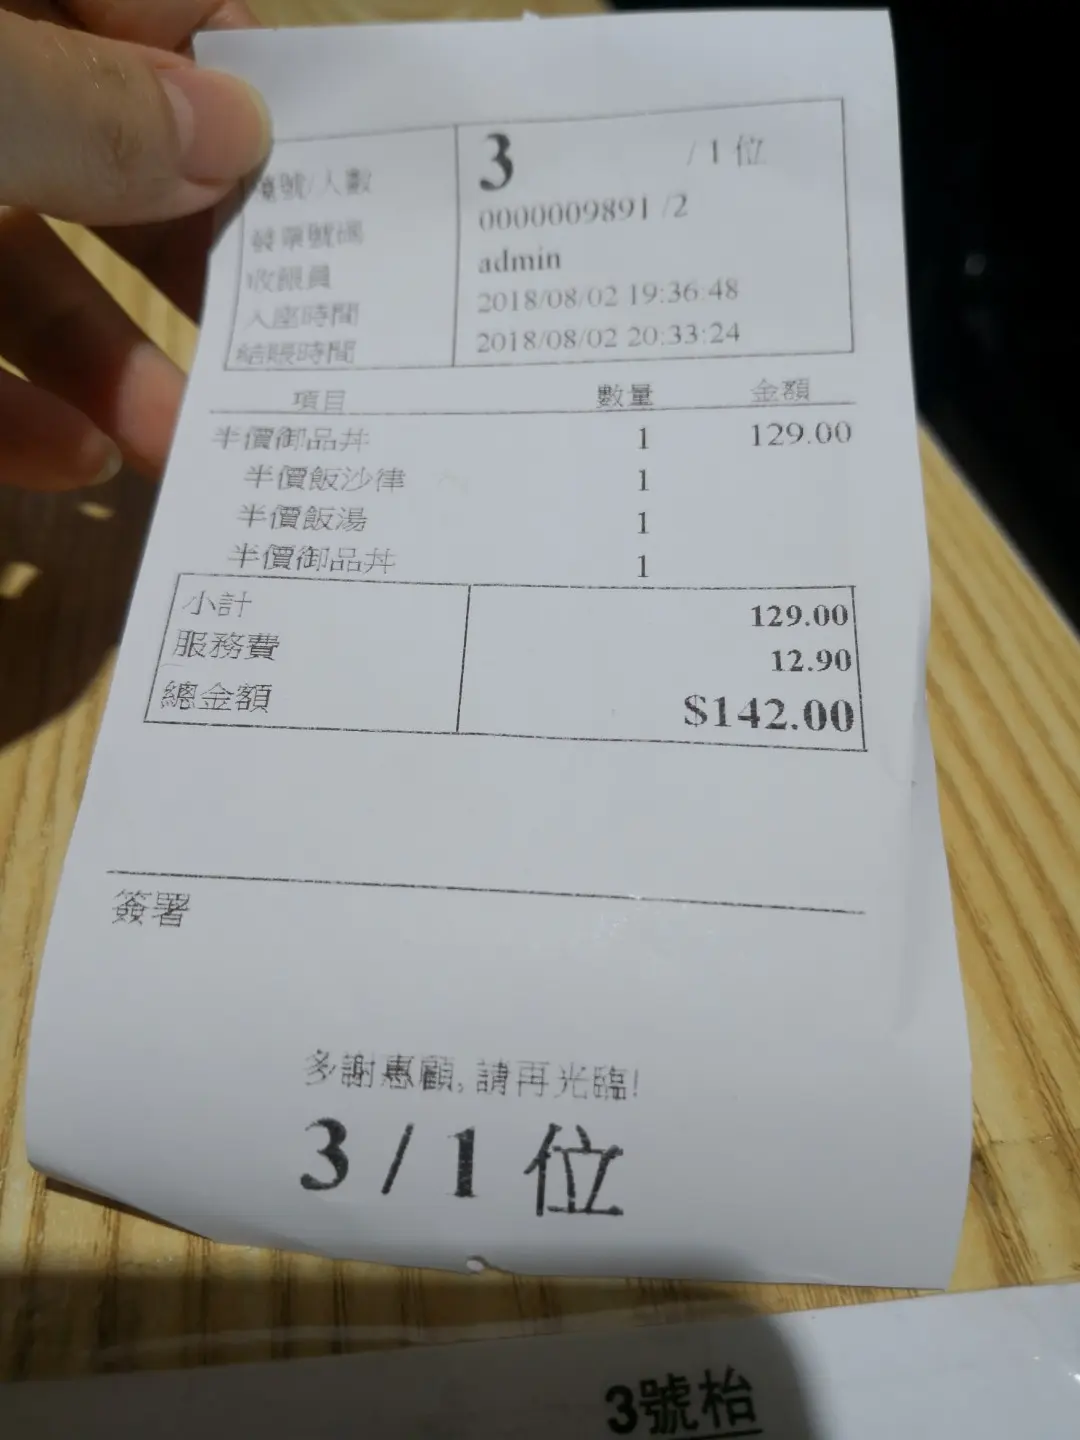 檯號/人數 3 /1位
發票號碼 0000009891 /2
收銀員 admin
入座時間 2018/08/02 19:36:48
結賬時間 2018/08/02 20:33:24
項目 數量 金額
半價御品丼 1 129.00
半價飯沙律 1
半價飯湯 1
半價御品丼 1
小計 129.00
服務費 12.90
總金額 $142.00
簽署
多謝惠顧,請再光臨!
3 / 1 位
3號枱